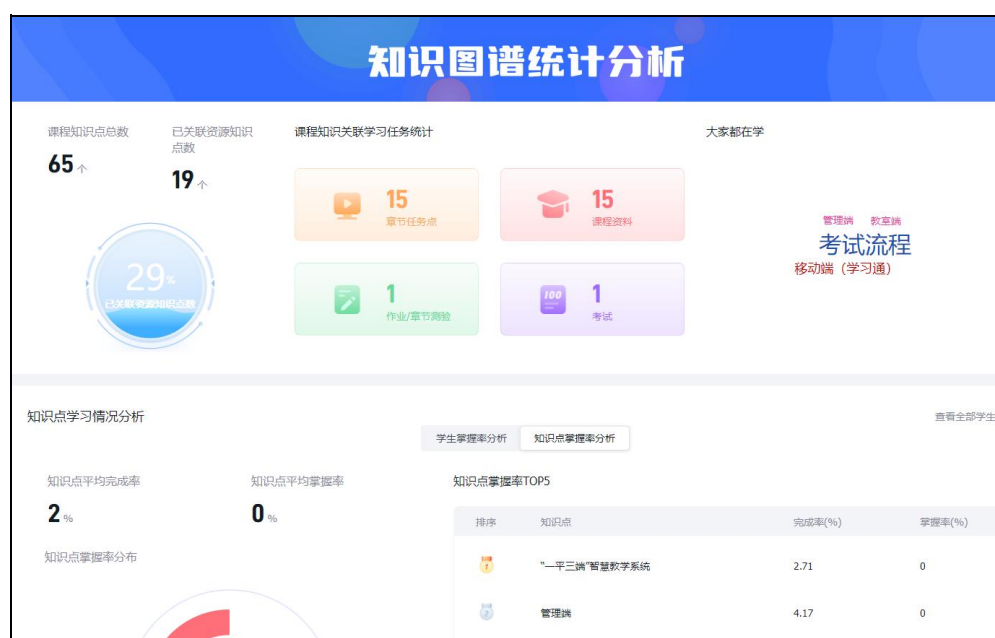 知识图谱统计分析
课程知识点总数
65 个
已关联资源知识
点数
19 个
29%
已关联资源知识点数
课程知识关联学习任务统计
15
章节任务点
15
课程资料
1
作业/章节测验
100
1
考试
大家都在学
管理端 教室端
考试流程
移动端（学习通）
知识点学习情况分析
查看全部学生
学生掌握率分析 知识点掌握率分析
知识点平均完成率
2 %
知识点平均掌握率
0 %
知识点掌握率分布
知识点掌握率TOP5
排序 知识点 完成率(%) 掌握率(%)
1 “一平三端”智慧教学系统 2.71 0
2 管理端 4.17 0